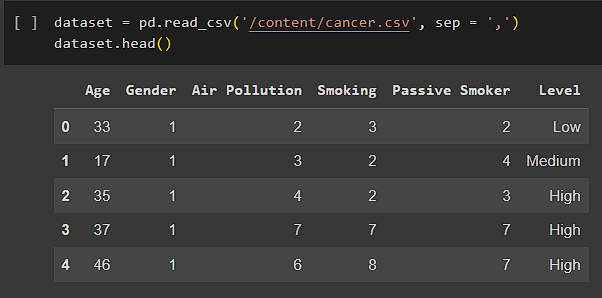 [ ] dataset = pd.read_csv('/content/cancer.csv', sep = ',')
dataset.head()
Age Gender Air Pollution Smoking Passive Smoker Level
0 33 1 2 3 2 Low
1 17 1 3 2 4 Medium
2 35 1 4 2 3 High
3 37 1 7 7 7 High
4 46 1 6 8 7 High